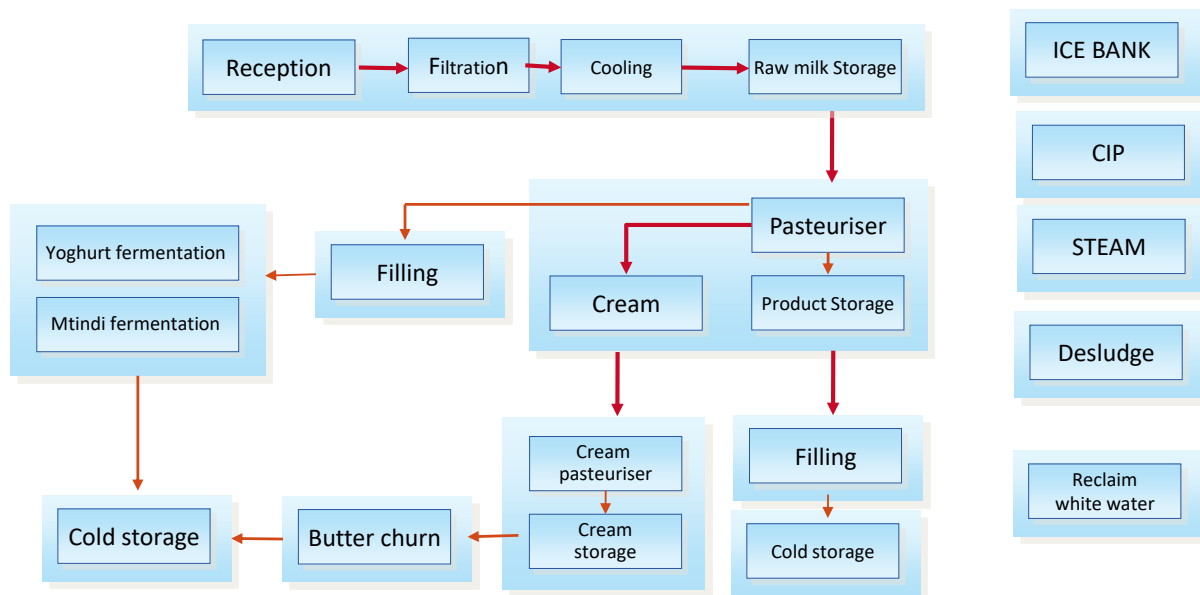 Reception
Filtration
Cooling
Raw milk Storage
ICE BANK
CIP
STEAM
Desludge
Reclaim
white water
Pasteuriser
Product Storage
Cream
Filling
Yoghurt fermentation
Mtindi fermentation
Cream
pasteuriser
Cream
storage
Butter churn
Cold storage
Filling
Cold storage